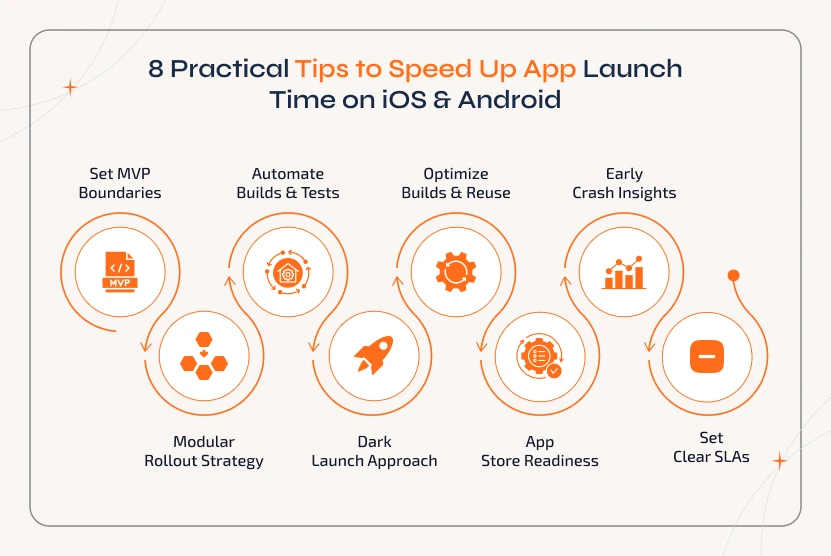 8 Practical Tips to Speed Up App Launch
Time on iOS & Android
Set MVP
Boundaries
Automate
Builds & Tests
Optimize
Builds & Reuse
Early
Crash Insights
</>
MVP
Modular
Rollout Strategy
Dark
Launch Approach
App
Store Readiness
Set
Clear SLAs